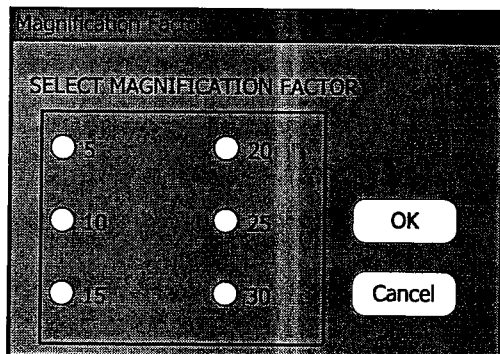 Magnification Factor
SELECT MAGNIFICATION FACTOR
5 20
10 25
15 30
OK
Cancel